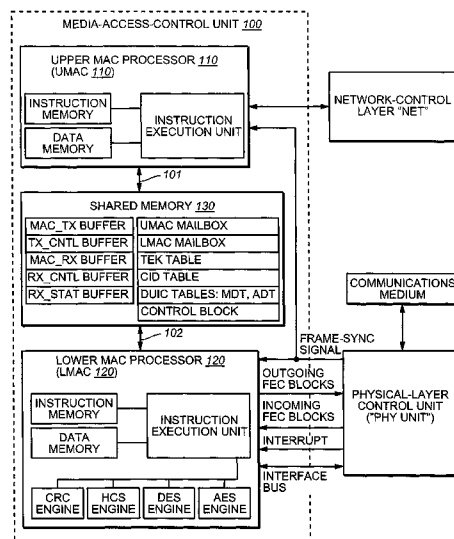 MEDIA-ACCESS-CONTROL UNIT 100
UPPER MAC PROCESSOR 110
(UMAC 110)
INSTRUCTION
MEMORY
DATA
MEMORY
INSTRUCTION
EXECUTION UNIT
NETWORK-CONTROL
LAYER "NET"
101
SHARED MEMORY 130
MAC_TX BUFFER
TX_CNTL BUFFER
MAC_RX BUFFER
RX_CNTL BUFFER
RX_STAT BUFFER
UMAC MAILBOX
LMAC MAILBOX
TEK TABLE
CID TABLE
DUIC TABLES: MDT, ADT
CONTROL BLOCK
COMMUNICATIONS
MEDIUM
102
LOWER MAC PROCESSOR 120
(LMAC 120)
INSTRUCTION
MEMORY
DATA
MEMORY
INSTRUCTION
EXECUTION UNIT
CRC
ENGINE
HCS
ENGINE
DES
ENGINE
AES
ENGINE
FRAME-SYNC
SIGNAL
OUTGOING
FEC BLOCKS
INCOMING
FEC BLOCKS
INTERRUPT
INTERFACE
BUS
PHYSICAL-LAYER
CONTROL UNIT
("PHY UNIT")